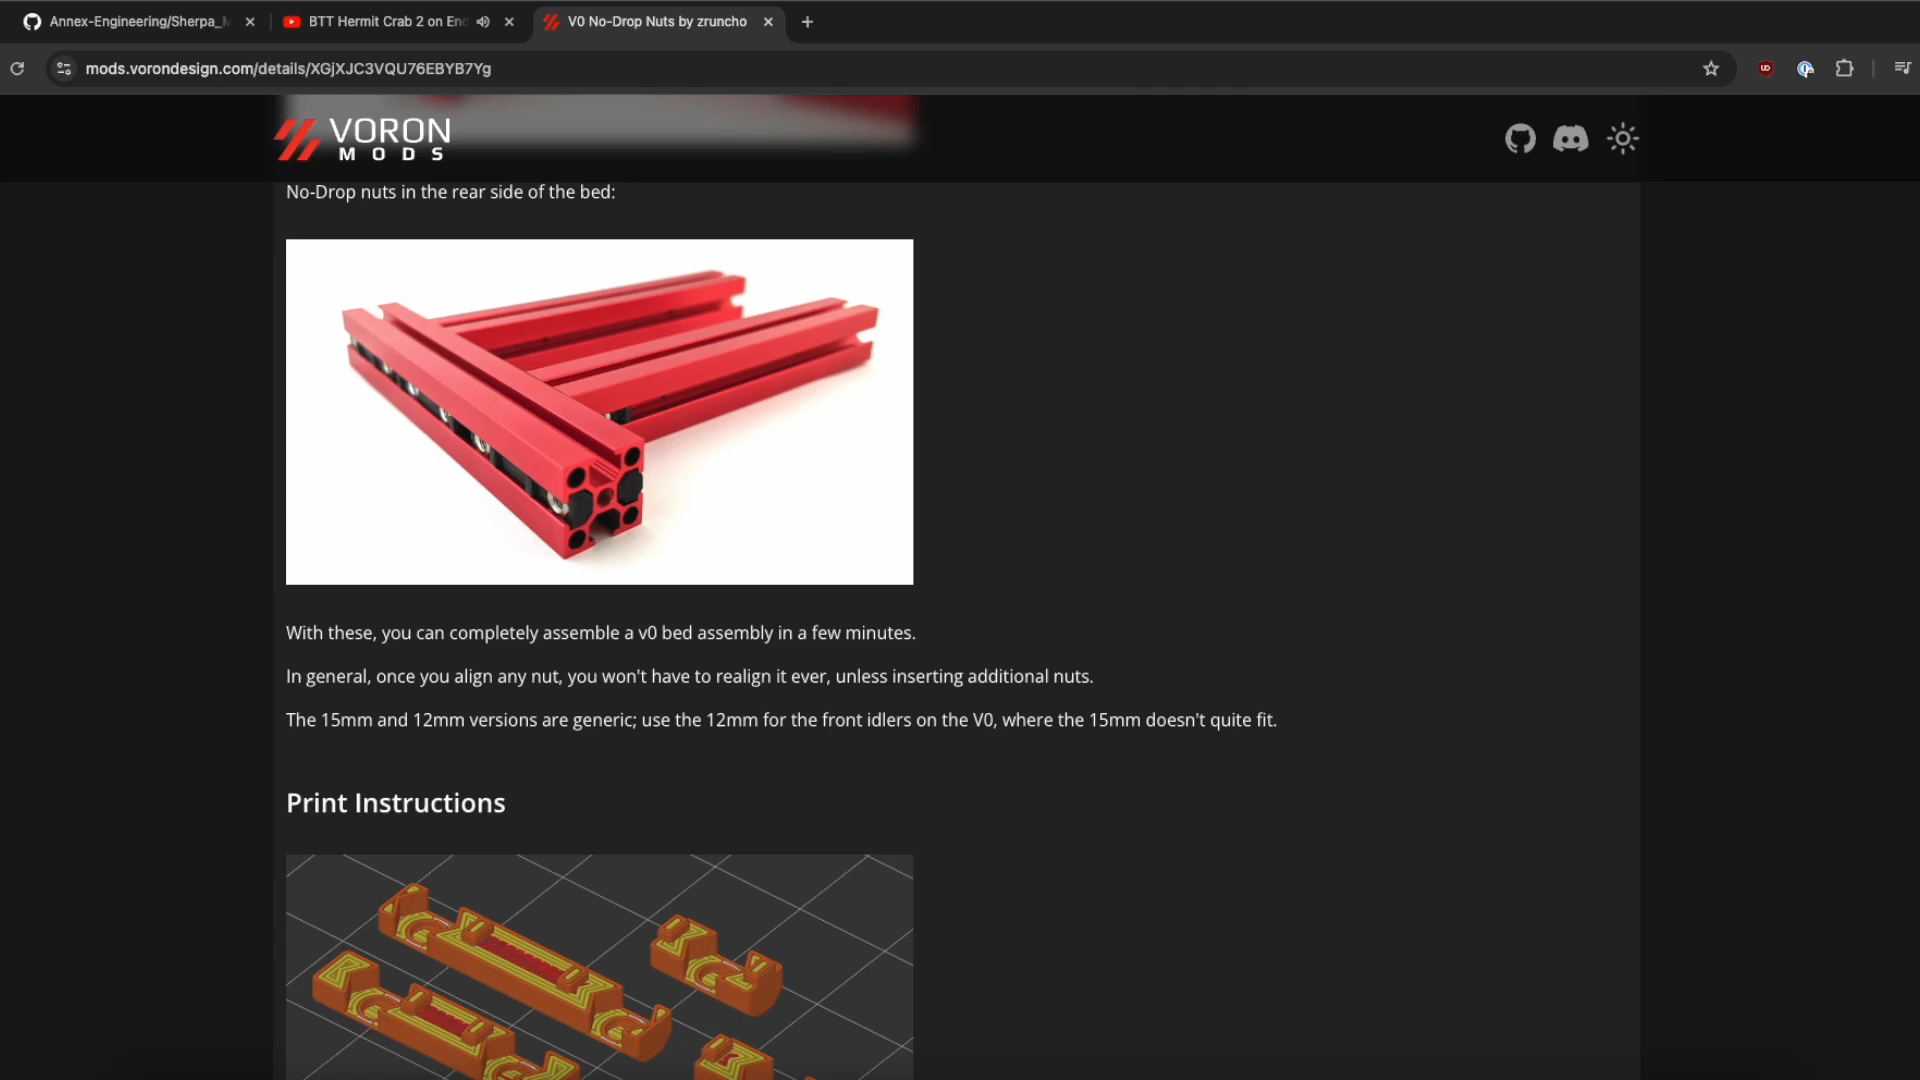 Annex-Engineering/Sherpa_M
BTT Hermit Crab 2 on End
V0 No-Drop Nuts by zruncho
mods.vorondesign.com/details/XGjXJC3VQU76EBYB7Yg
VORON
MODS
No-Drop nuts in the rear side of the bed:
With these, you can completely assemble a v0 bed assembly in a few minutes.
In general, once you align any nut, you won't have to realign it ever, unless inserting additional nuts.
The 15mm and 12mm versions are generic; use the 12mm for the front idlers on the V0, where the 15mm doesn't quite fit.
Print Instructions